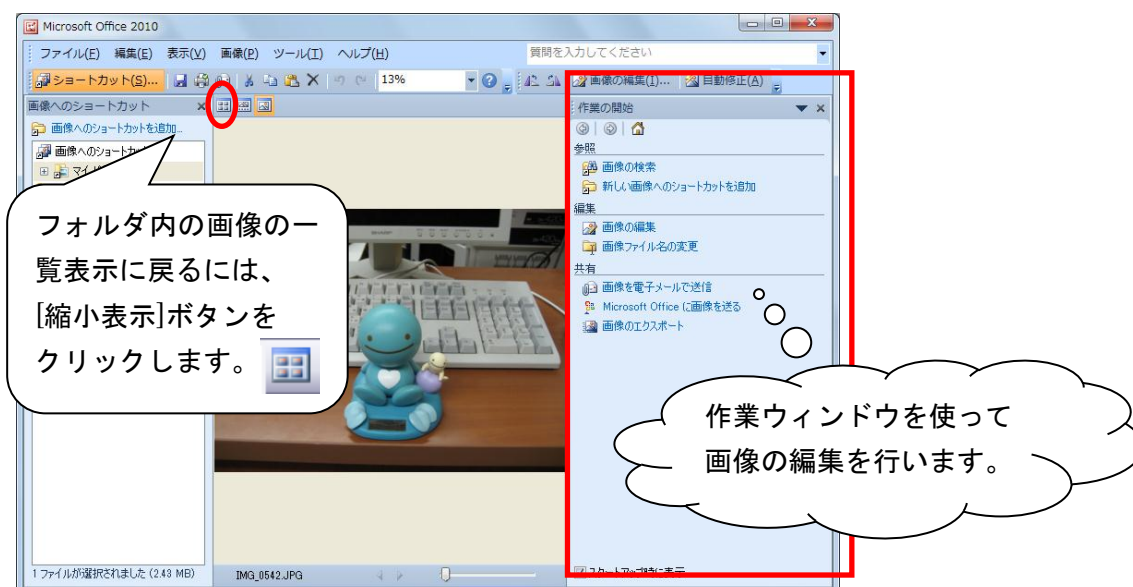 Microsoft Office 2010
ファイル(F) 編集(E) 表示(V) 画像(P) ツール(T) ヘルプ(H)
質問を入力してください
ショートカット(S)...
13%
画像の編集(I)...
自動修正(A)
画像へのショートカット
作業の開始
画像へのショートカットを追加...
画像へのショートカット
参照
画像の検索
新しい画像へのショートカットを追加
編集
画像の編集
画像ファイル名の変更
共有
画像を電子メールで送信
Microsoft Office に画像を送る
画像のエクスポート
フォルダ内の画像の一
覧表示に戻るには、
[縮小表示]ボタンを
クリックします。
作業ウィンドウを使って
画像の編集を行います。
1 ファイルが選択されました (2.43 MB)
IMG_0542.JPG
スタートアップ時に表示